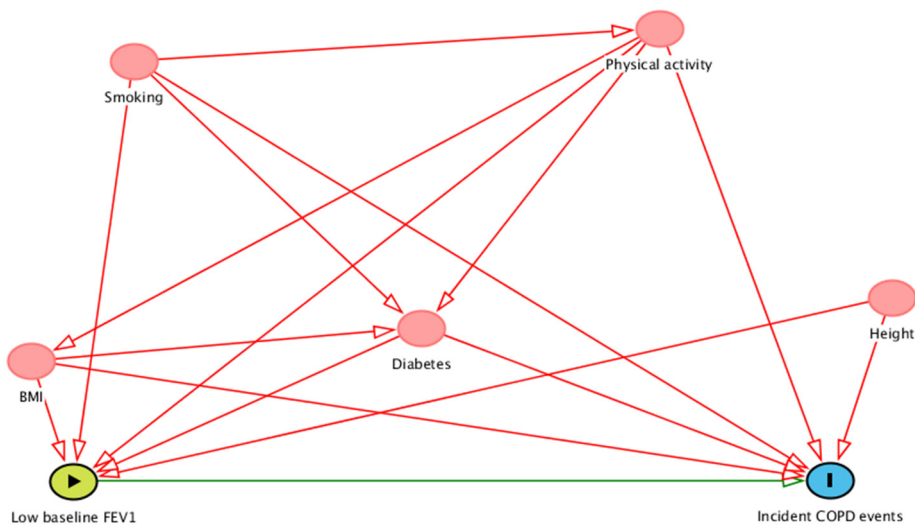 Physical activity
Smoking
Height
Diabetes
BMI
Low baseline FEV1
Incident COPD events